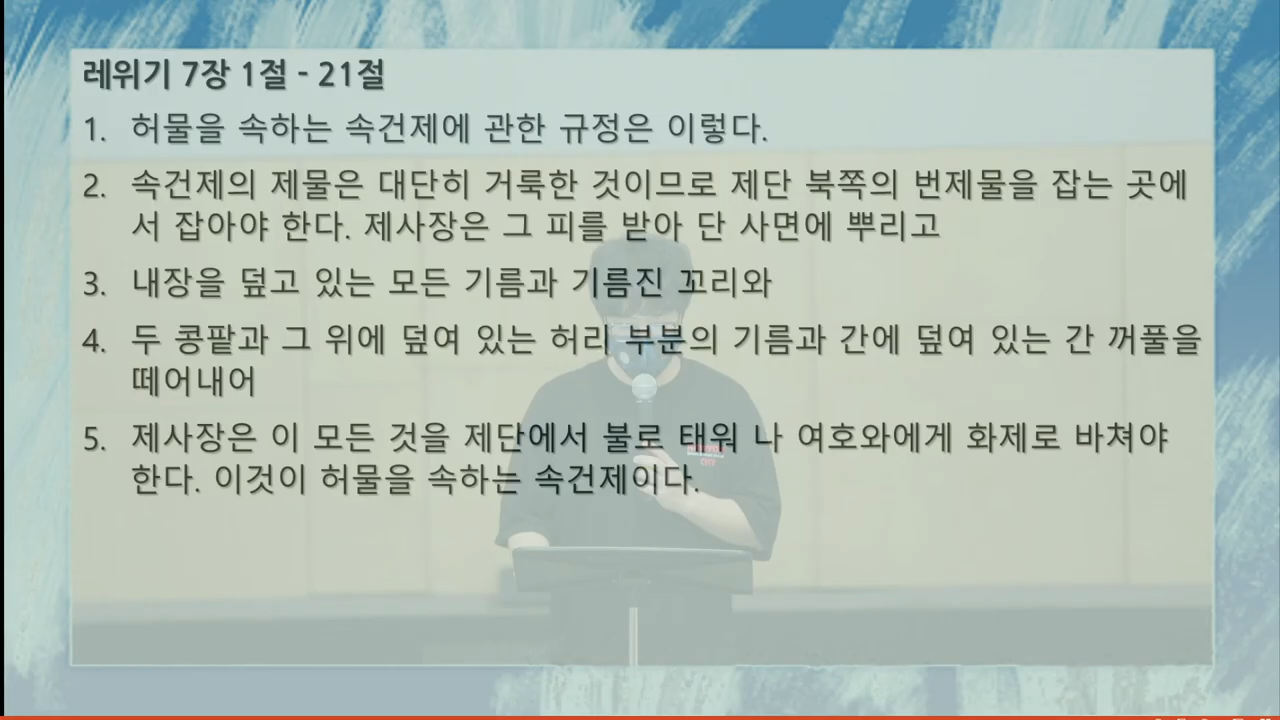 레위기 7장 1절 - 21절
1. 허물을 속하는 속건제에 관한 규정은 이렇다.
2. 속건제의 제물은 대단히 거룩한 것이므로 제단 북쪽의 번제물을 잡는 곳에
서 잡아야 한다. 제사장은 그 피를 받아 단 사면에 뿌리고
3. 내장을 덮고 있는 모든 기름과 기름진 꼬리와
4. 두 콩팥과 그 위에 덮여 있는 허리 부분의 기름과 간에 덮여 있는 간 꺼풀을
떼어내어
5. 제사장은 이 모든 것을 제단에서 불로 태워 나 여호와에게 화제로 바쳐야
한다. 이것이 허물을 속하는 속건제이다.